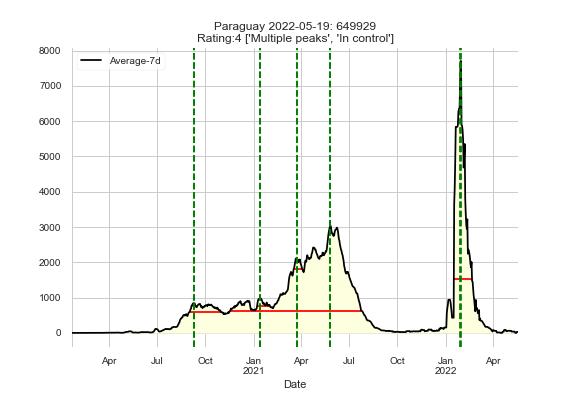 Paraguay 2022-05-19: 649929
Rating:4 ['Multiple peaks', 'In control']
Average-7d
8000
7000
6000
5000
4000
3000
2000
1000
0
Apr Jul Oct Jan Apr Jul Oct Jan Apr
2021 2022
Date